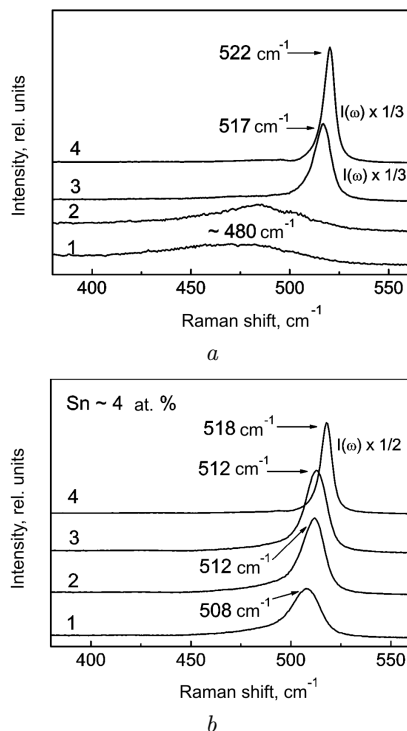 522 cm⁻¹
I(ω) x 1/3
517 cm⁻¹
4
I(ω) x 1/3
3
2
~ 480 cm⁻¹
1
Intensity, rel. units
400 450 500 550
Raman shift, cm⁻¹
a
Sn ~ 4 at. %
518 cm⁻¹
I(ω) x 1/2
512 cm⁻¹
4
3
512 cm⁻¹
2
508 cm⁻¹
1
Intensity, rel. units
400 450 500 550
Raman shift, cm⁻¹
b